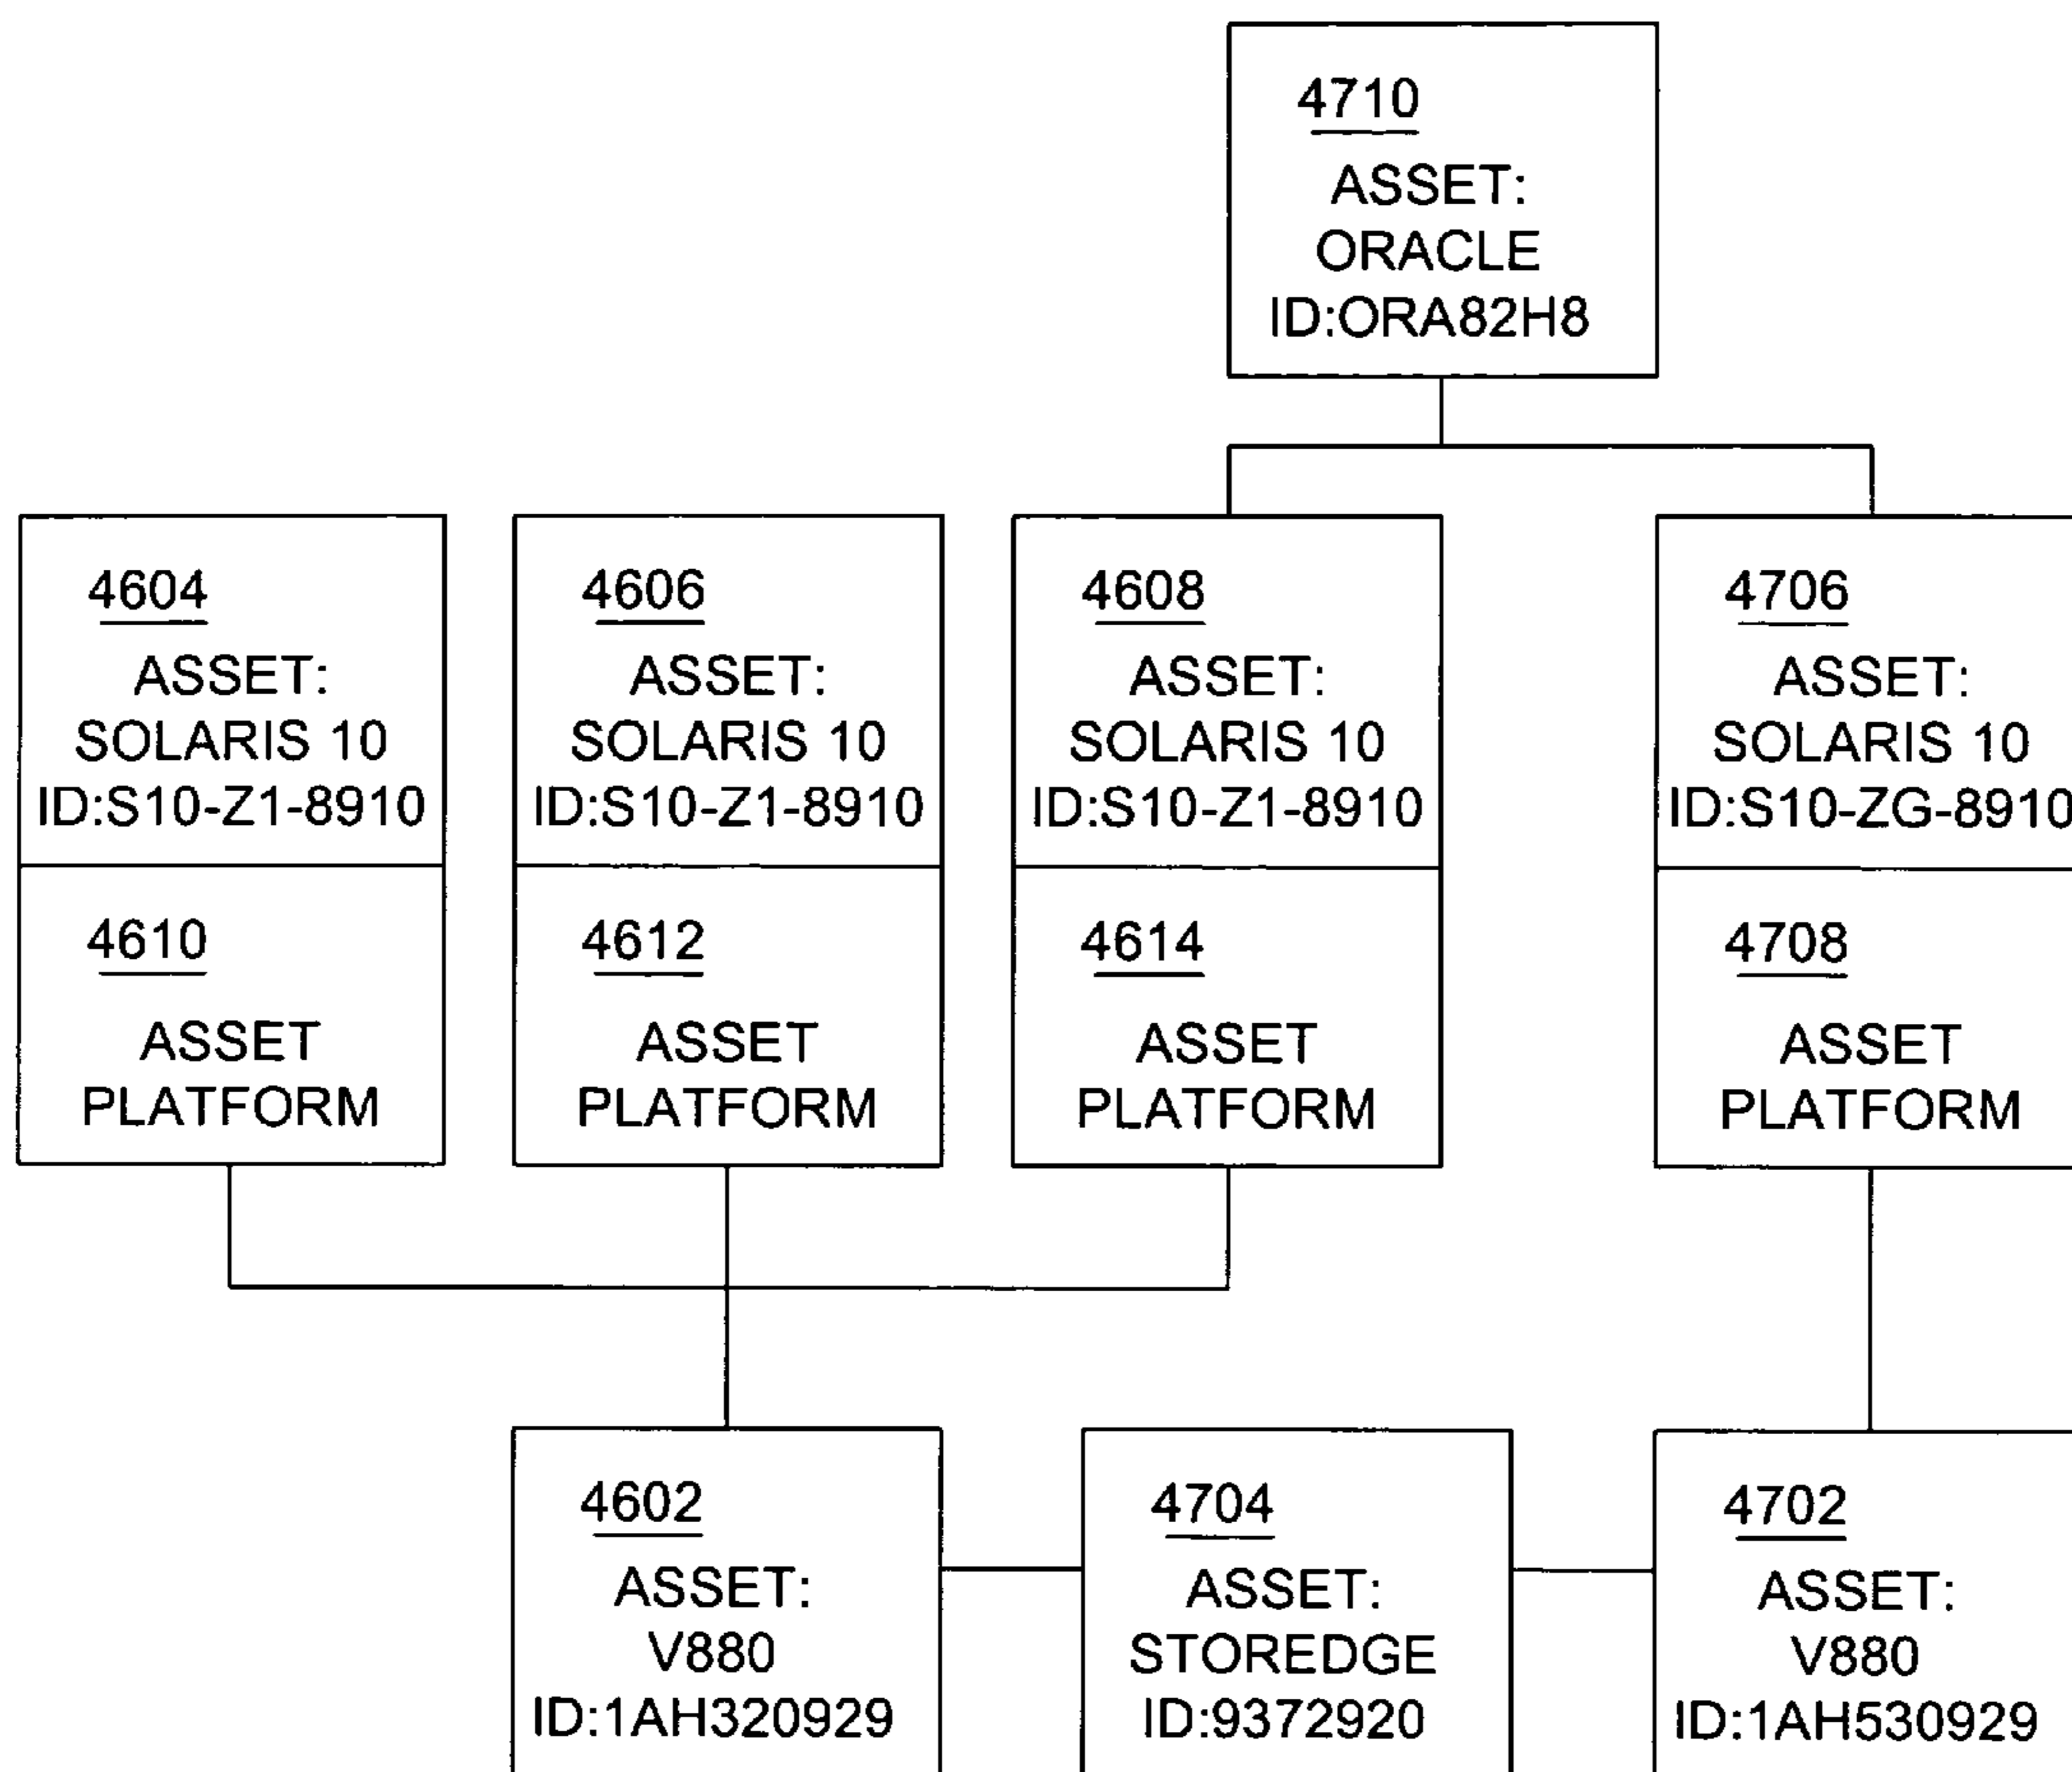 4710
ASSET:
ORACLE
ID:ORA82H8
4604
ASSET:
SOLARIS 10
ID:S10-Z1-8910
4606
ASSET:
SOLARIS 10
ID:S10-Z1-8910
4608
ASSET:
SOLARIS 10
ID:S10-Z1-8910
4706
ASSET:
SOLARIS 10
ID:S10-ZG-8910
4610
ASSET
PLATFORM
4612
ASSET
PLATFORM
4614
ASSET
PLATFORM
4708
ASSET
PLATFORM
4602
ASSET:
V880
ID:1AH320929
4704
ASSET:
STOREDGE
ID:9372920
4702
ASSET:
V880
ID:1AH530929